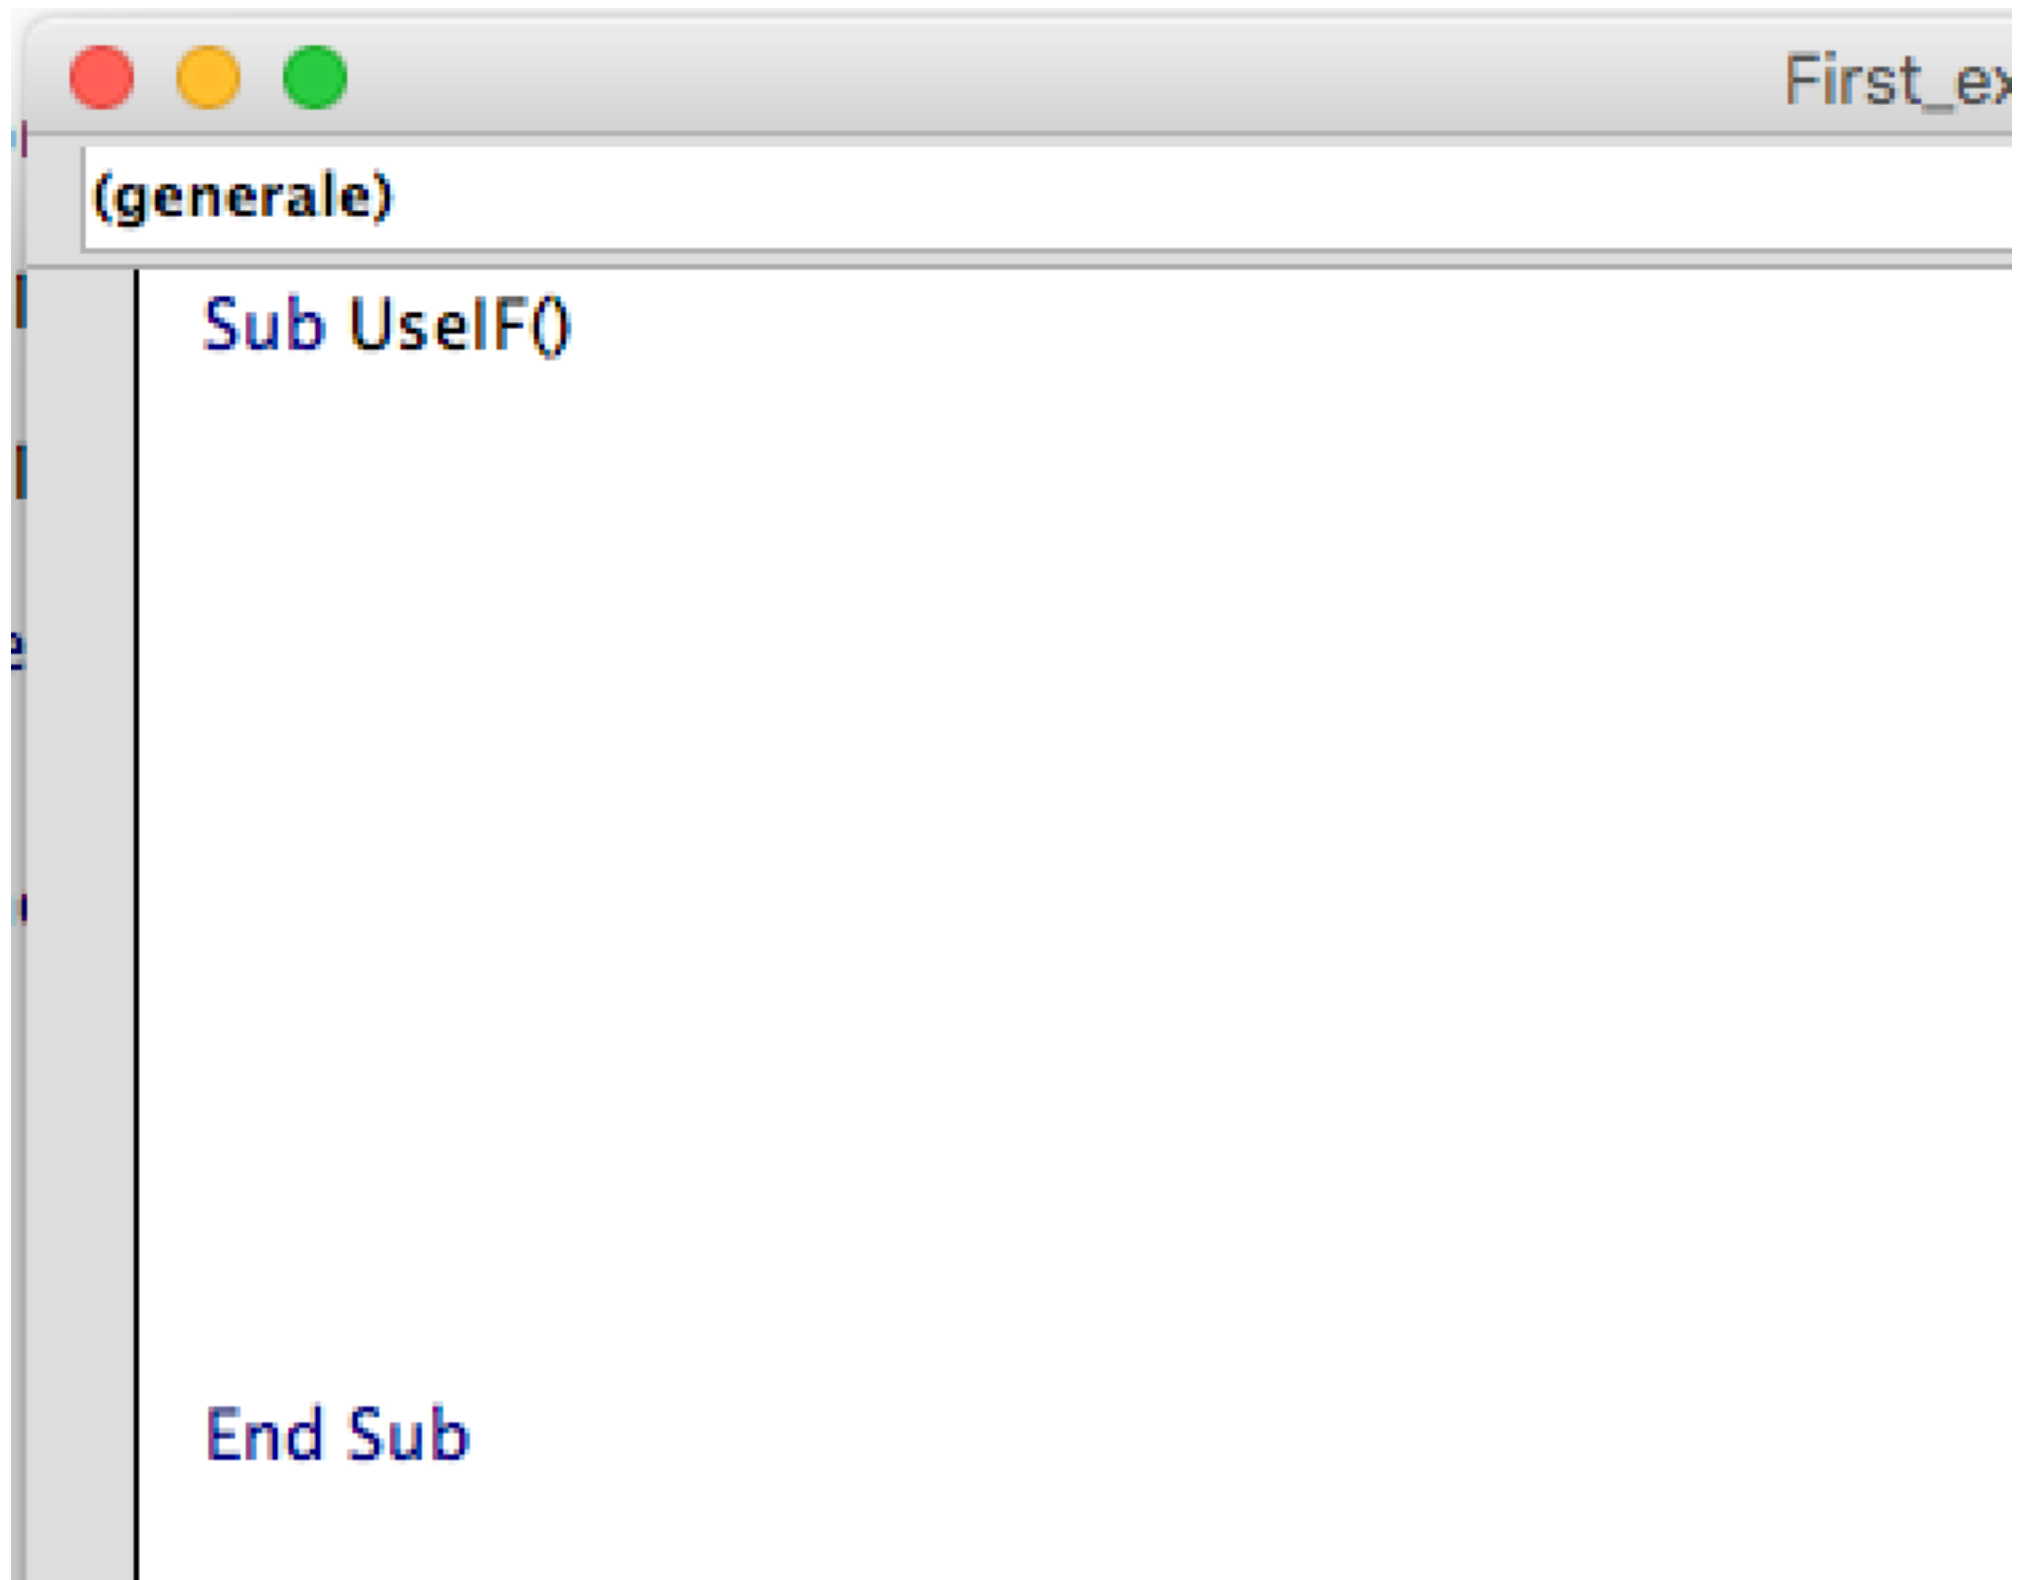 First_ex
(generale)
Sub UseIF()
End Sub